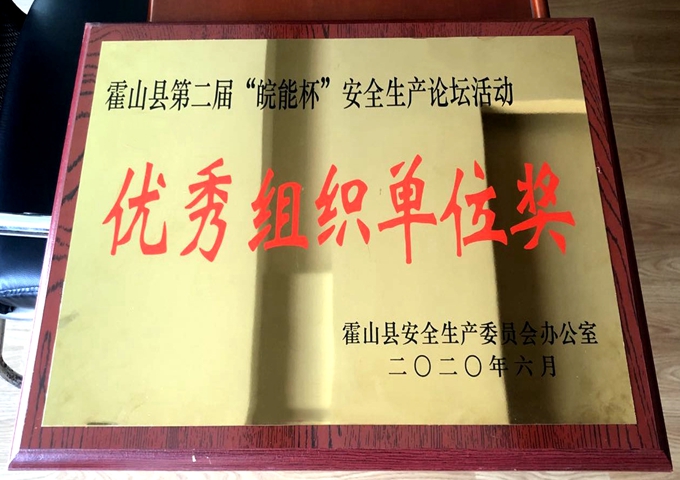 霍山县第二届“皖能杯”安全生产论坛活动
优秀组织单位奖
霍山县安全生产委员会办公室
二〇二〇年六月